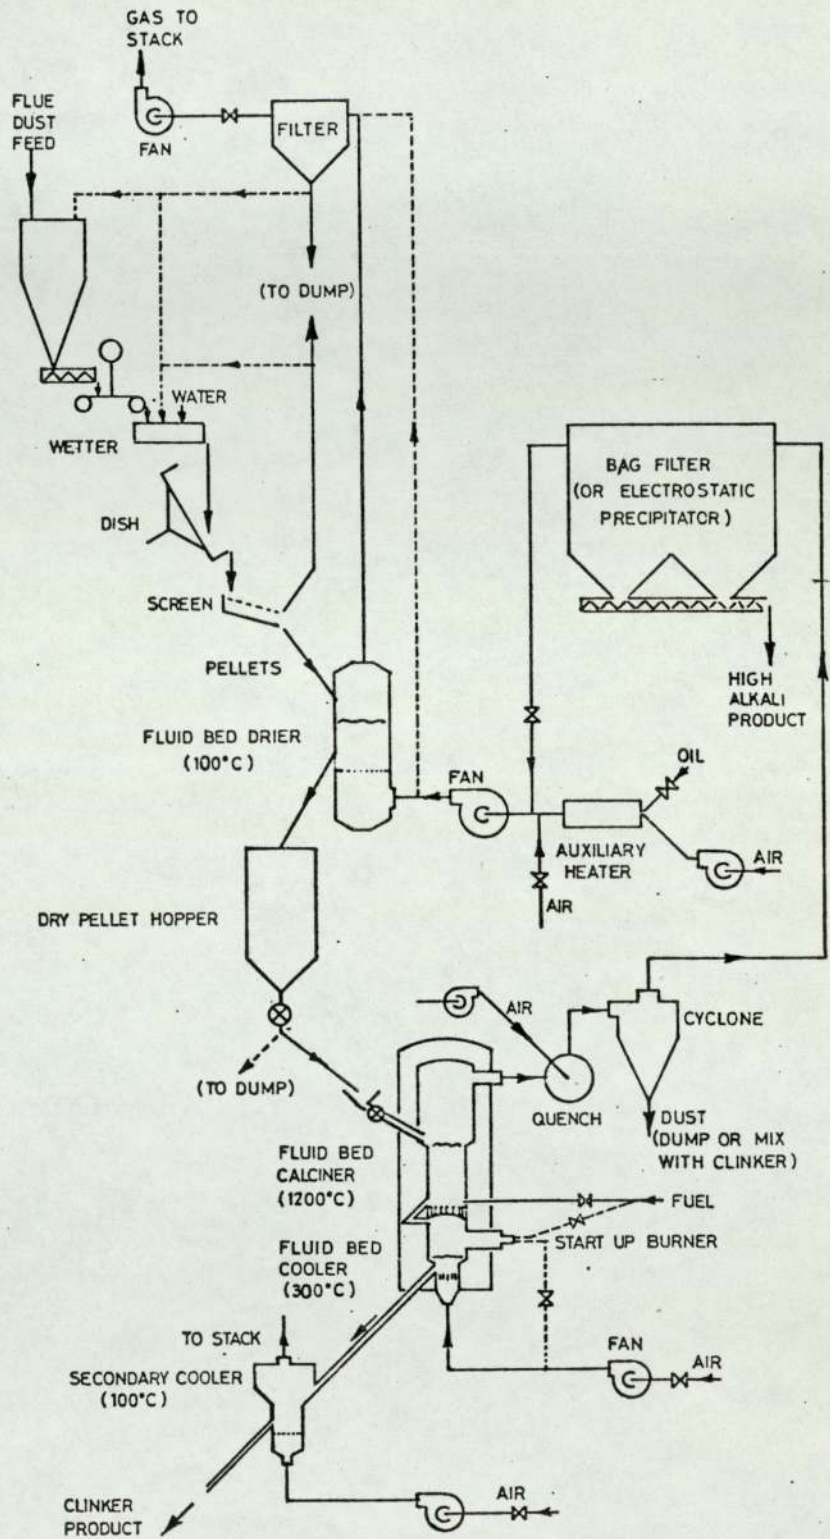 GAS TO
STACK
FLUE
DUST
FEED
FAN
FILTER
(TO DUMP)
WATER
WETTER
DISH
SCREEN
PELLETS
FLUID BED DRIER
(100°C)
BAG FILTER
(OR ELECTROSTATIC
PRECIPITATOR)
HIGH
ALKALI
PRODUCT
FAN
OIL
AUXILIARY
HEATER
AIR
AIR
DRY PELLET HOPPER
(TO DUMP)
AIR
CYCLONE
QUENCH
DUST
(DUMP OR MIX
WITH CLINKER)
FLUID BED
CALCINER
(1200°C)
FUEL
START UP BURNER
FLUID BED
COOLER
(300°C)
TO STACK
FAN
AIR
SECONDARY COOLER
(100°C)
AIR
CLINKER
PRODUCT